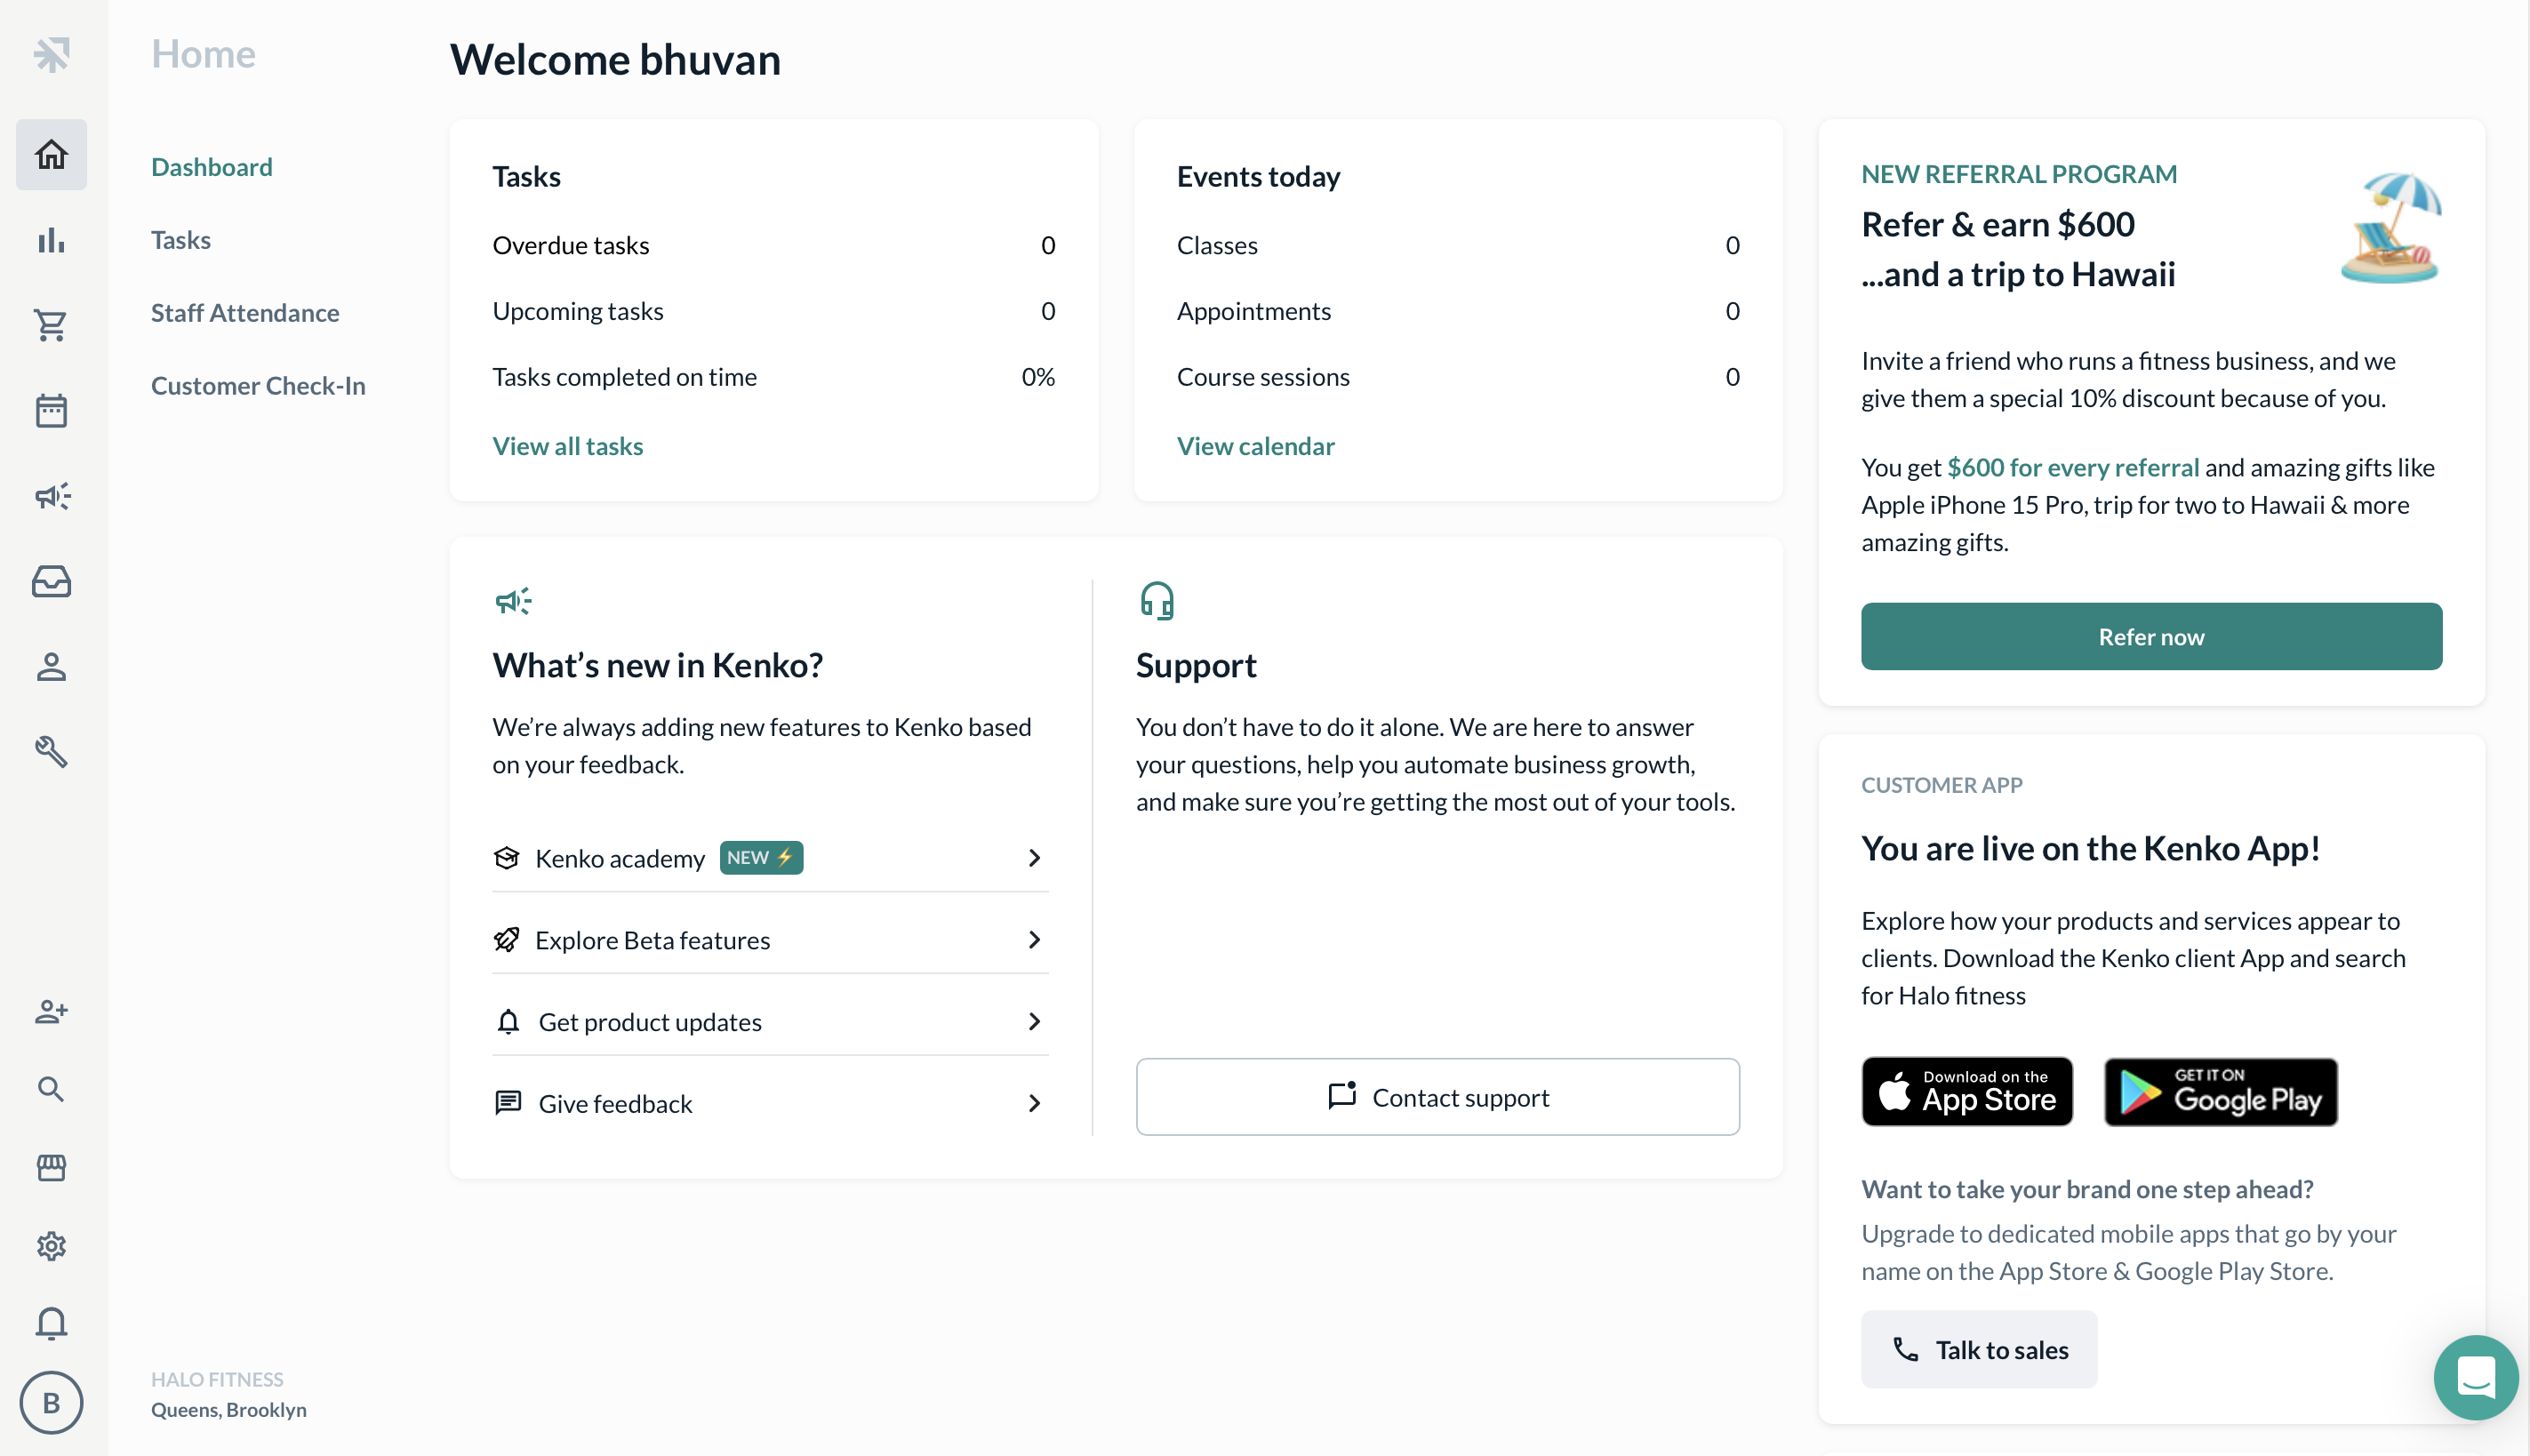 Home
Dashboard
Tasks
Staff Attendance
Customer Check-In
HALO FITNESS
Queens, Brooklyn
B
Welcome bhuvan
Tasks
Overdue tasks 0
Upcoming tasks 0
Tasks completed on time 0%
View all tasks
Events today
Classes 0
Appointments 0
Course sessions 0
View calendar
What’s new in Kenko?
We’re always adding new features to Kenko based
on your feedback.
Kenko academy NEW ⚡
Explore Beta features
Get product updates
Give feedback
Support
You don’t have to do it alone. We are here to answer
your questions, help you automate business growth,
and make sure you’re getting the most out of your tools.
Contact support
NEW REFERRAL PROGRAM
Refer & earn $600
...and a trip to Hawaii
Invite a friend who runs a fitness business, and we
give them a special 10% discount because of you.
You get $600 for every referral and amazing gifts like
Apple iPhone 15 Pro, trip for two to Hawaii & more
amazing gifts.
Refer now
CUSTOMER APP
You are live on the Kenko App!
Explore how your products and services appear to
clients. Download the Kenko client App and search
for Halo fitness
Download on the
App Store
GET IT ON
Google Play
Want to take your brand one step ahead?
Upgrade to dedicated mobile apps that go by your
name on the App Store & Google Play Store.
Talk to sales